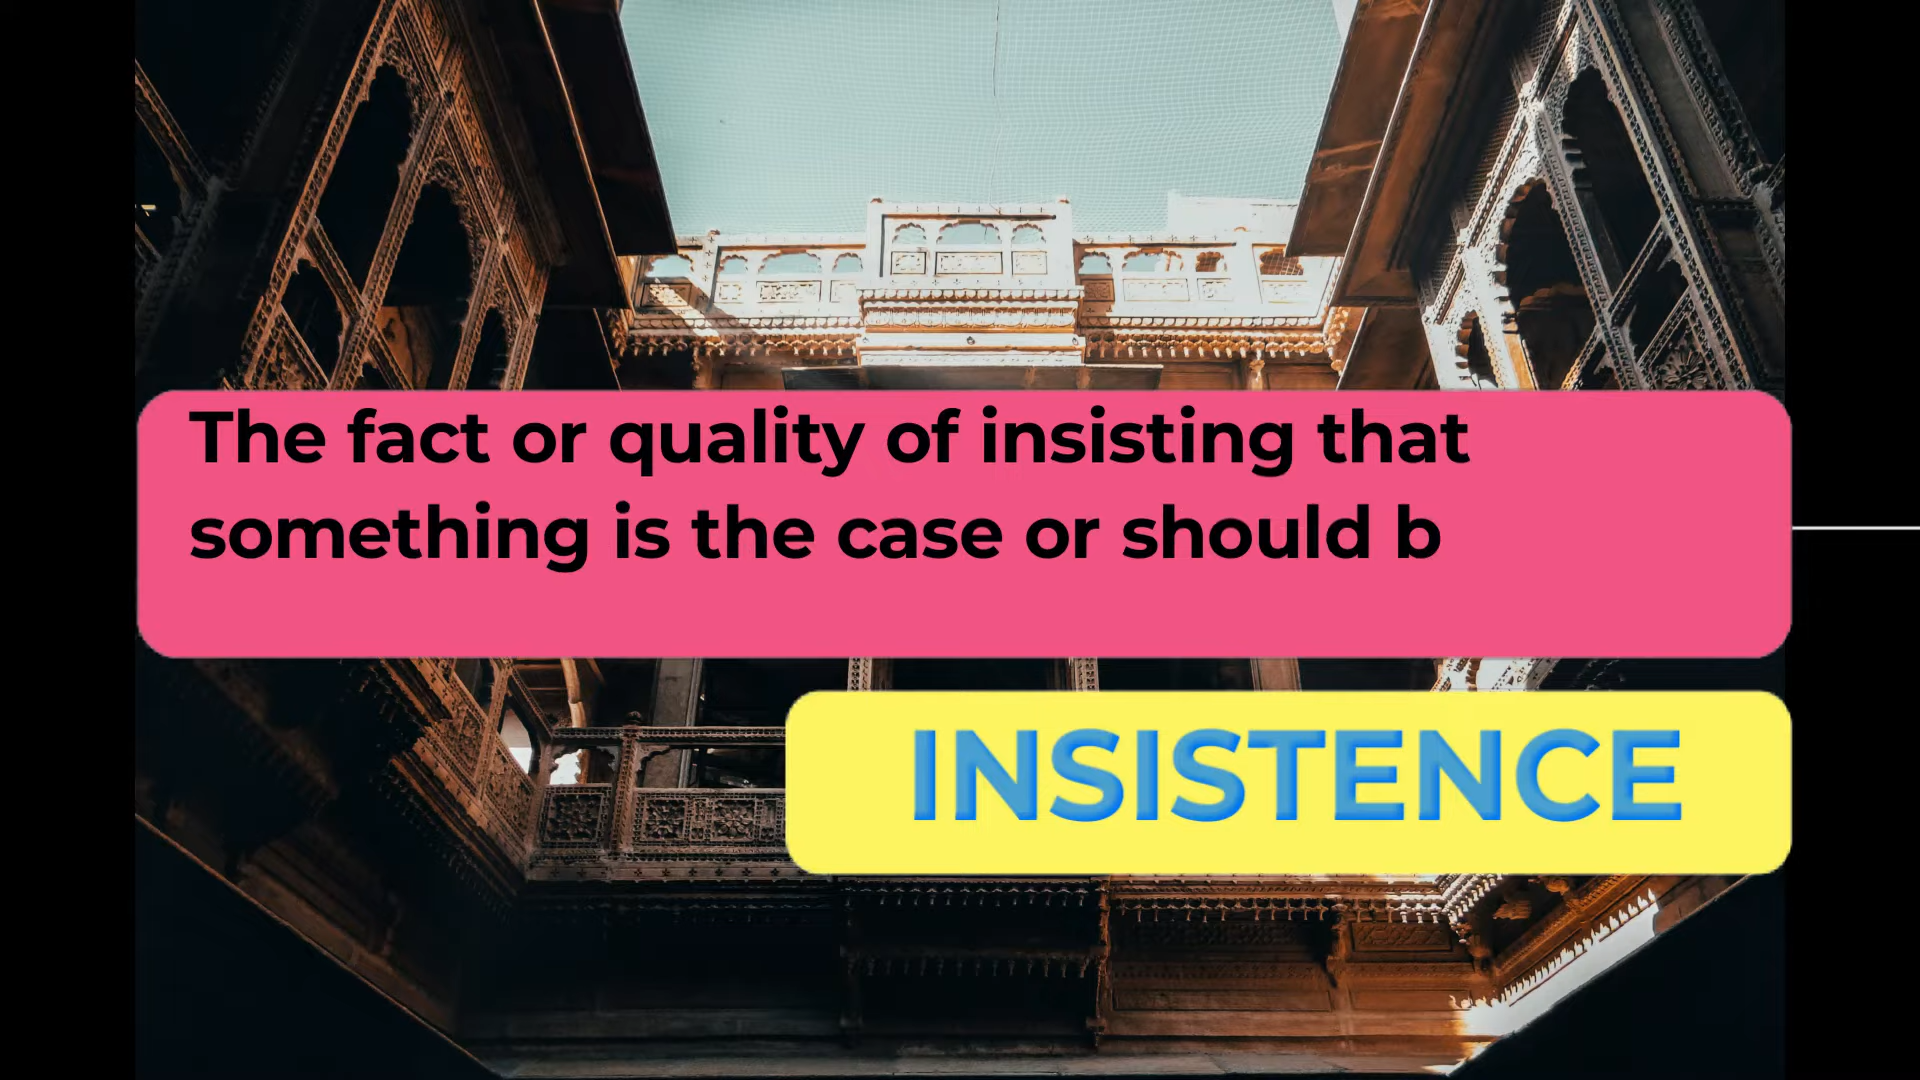 The fact or quality of insisting that
something is the case or should b
INSISTENCE